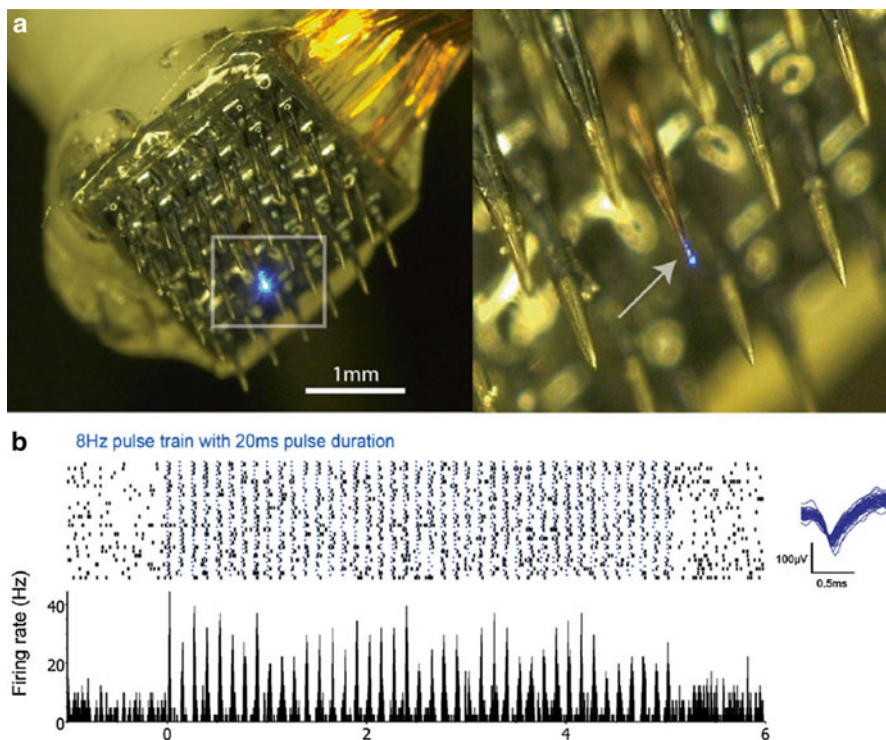 a
1mm
b
8Hz pulse train with 20ms pulse duration
100μV
0.5ms
Firing rate (Hz)
40
20
0
0
2
4
6